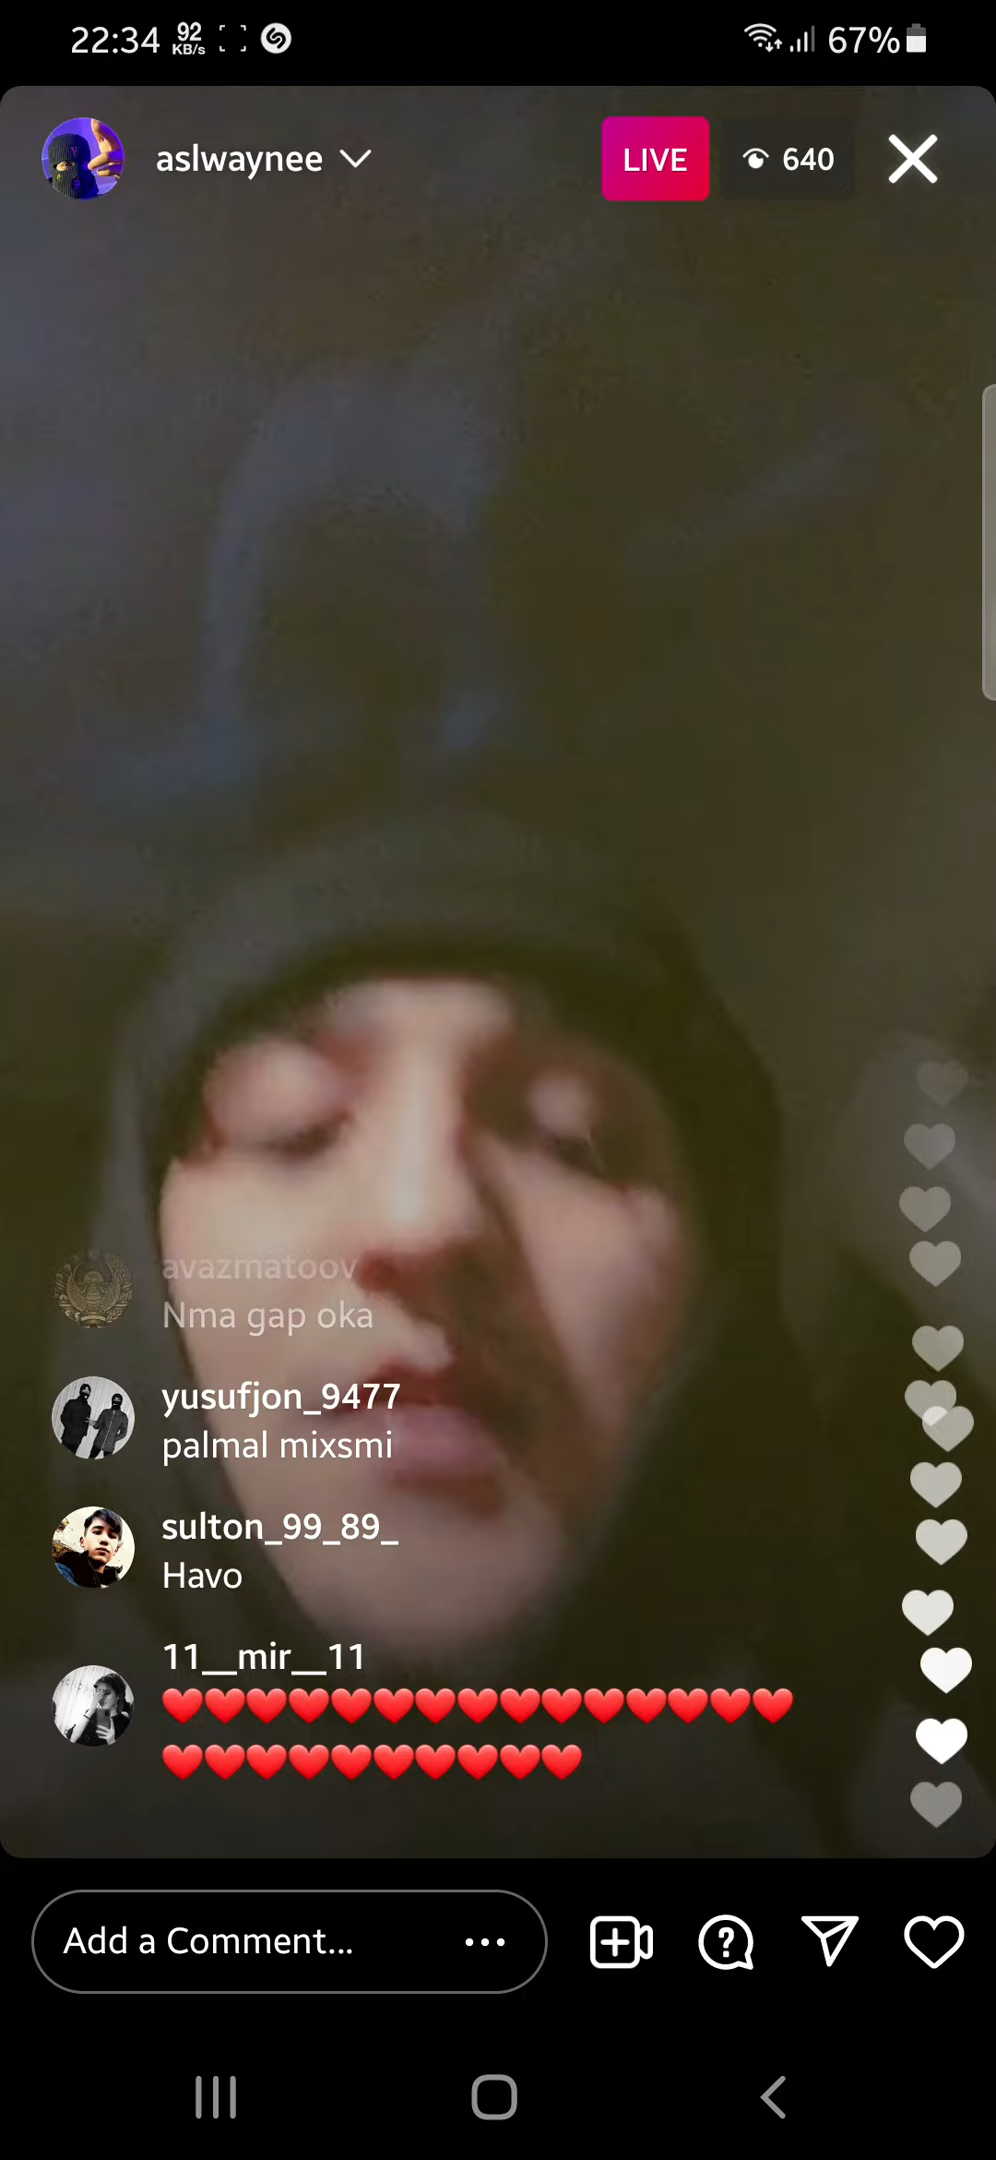 22:34 92 KB/s 67%
aslwaynee LIVE 640
avazmatoov
Nma gap oka
yusufjon_9477
palmal mixsmi
sulton_99_89_
Havo
11__mir__11
❤️❤️❤️❤️❤️❤️❤️❤️❤️❤️❤️❤️❤️❤️❤️
❤️❤️❤️❤️❤️❤️❤️❤️❤️❤️
Add a Comment...